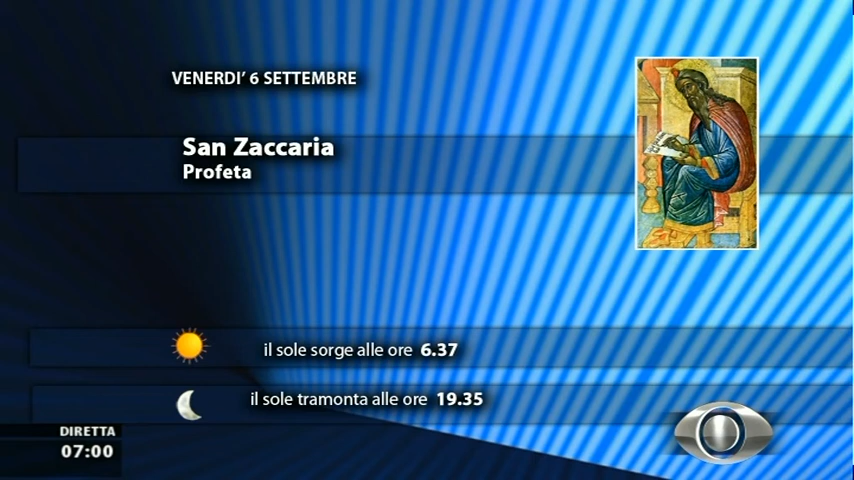 VENERDI’ 6 SETTEMBRE
San Zaccaria
Profeta
il sole sorge alle ore 6.37
il sole tramonta alle ore 19.35
DIRETTA
07:00